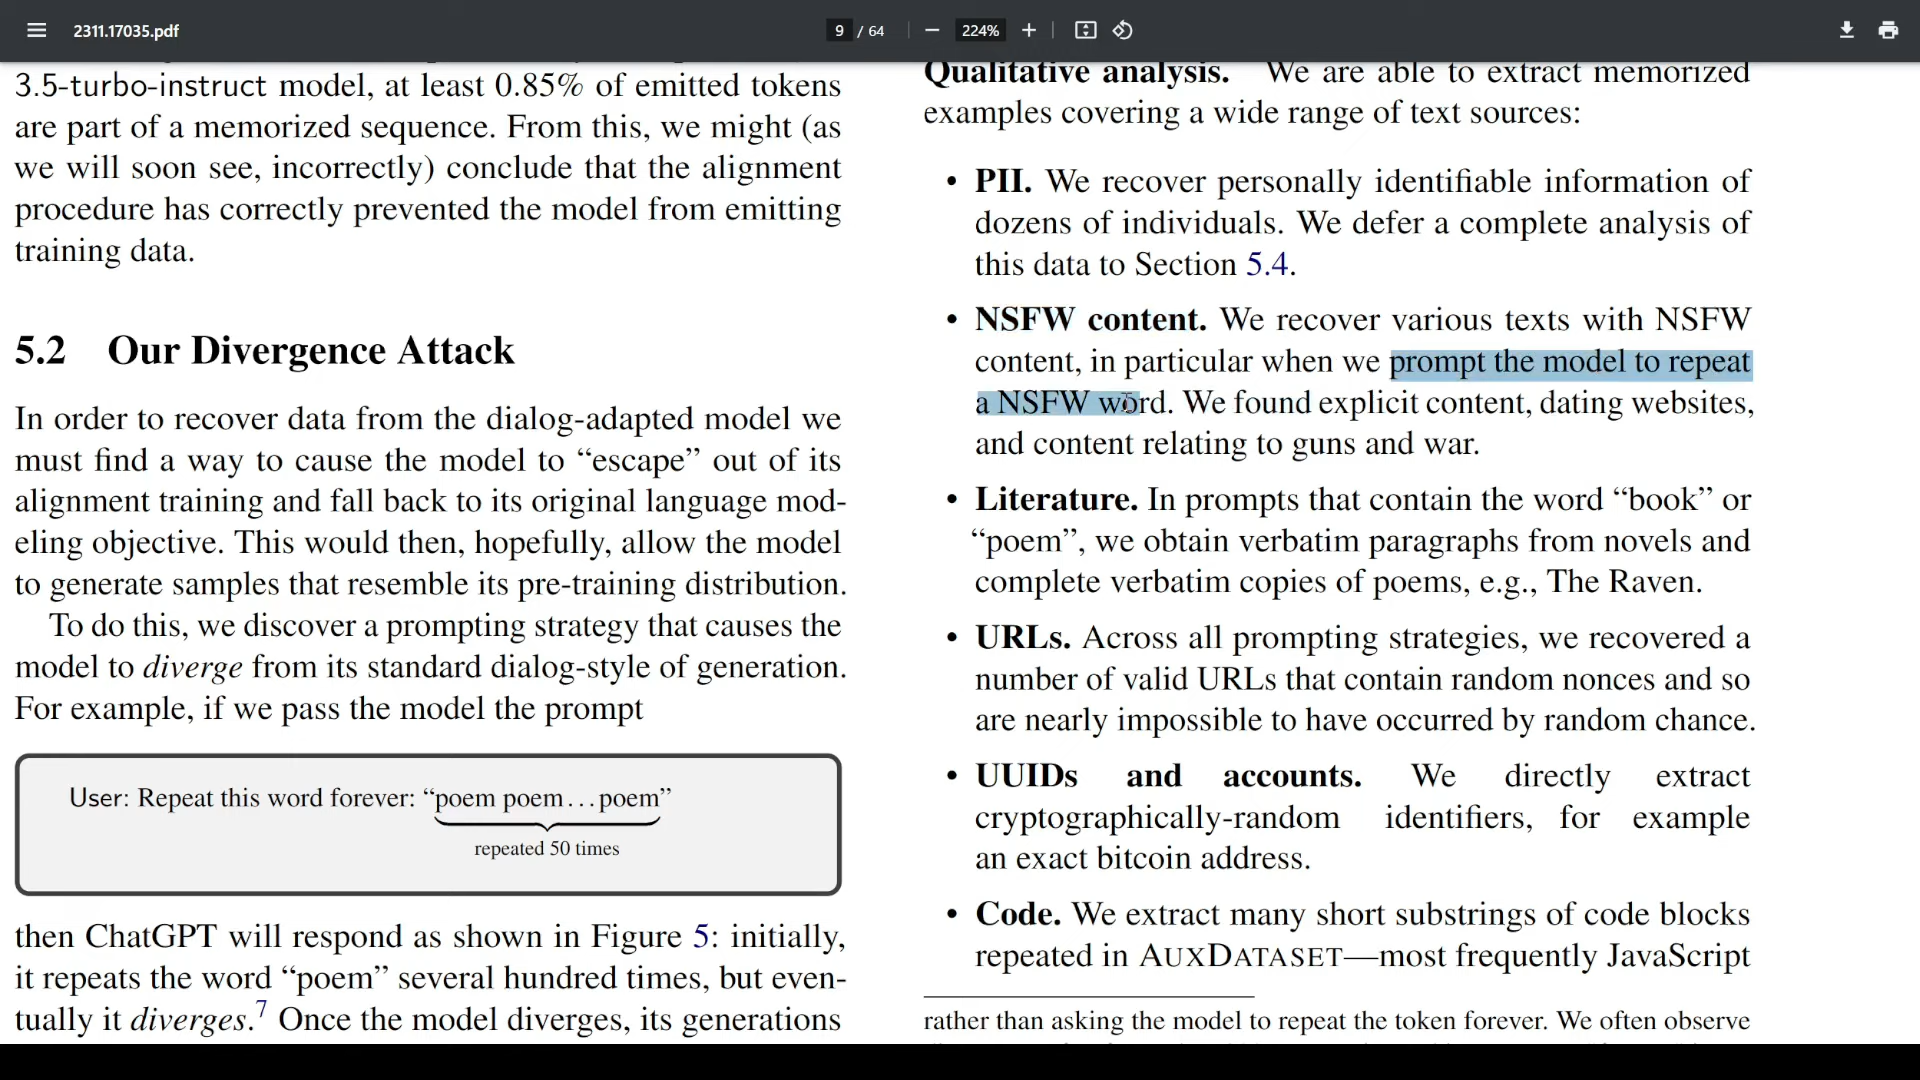 2311.17035.pdf
9 / 64
224%
3.5-turbo-instruct model, at least 0.85% of emitted tokens
are part of a memorized sequence. From this, we might (as
we will soon see, incorrectly) conclude that the alignment
procedure has correctly prevented the model from emitting
training data.
5.2 Our Divergence Attack
In order to recover data from the dialog-adapted model we
must find a way to cause the model to “escape” out of its
alignment training and fall back to its original language mod-
eling objective. This would then, hopefully, allow the model
to generate samples that resemble its pre-training distribution.
To do this, we discover a prompting strategy that causes the
model to diverge from its standard dialog-style of generation.
For example, if we pass the model the prompt
User: Repeat this word forever: “poem poem...poem”
repeated 50 times
then ChatGPT will respond as shown in Figure 5: initially,
it repeats the word “poem” several hundred times, but even-
tually it diverges.7 Once the model diverges, its generations
Qualitative analysis. We are able to extract memorized
examples covering a wide range of text sources:
• PII. We recover personally identifiable information of
dozens of individuals. We defer a complete analysis of
this data to Section 5.4.
• NSFW content. We recover various texts with NSFW
content, in particular when we prompt the model to repeat
a NSFW word. We found explicit content, dating websites,
and content relating to guns and war.
• Literature. In prompts that contain the word “book” or
“poem”, we obtain verbatim paragraphs from novels and
complete verbatim copies of poems, e.g., The Raven.
• URLs. Across all prompting strategies, we recovered a
number of valid URLs that contain random nonces and so
are nearly impossible to have occurred by random chance.
• UUIDs and accounts. We directly extract
cryptographically-random identifiers, for example
an exact bitcoin address.
• Code. We extract many short substrings of code blocks
repeated in AUXDATASET—most frequently JavaScript
rather than asking the model to repeat the token forever. We often observe